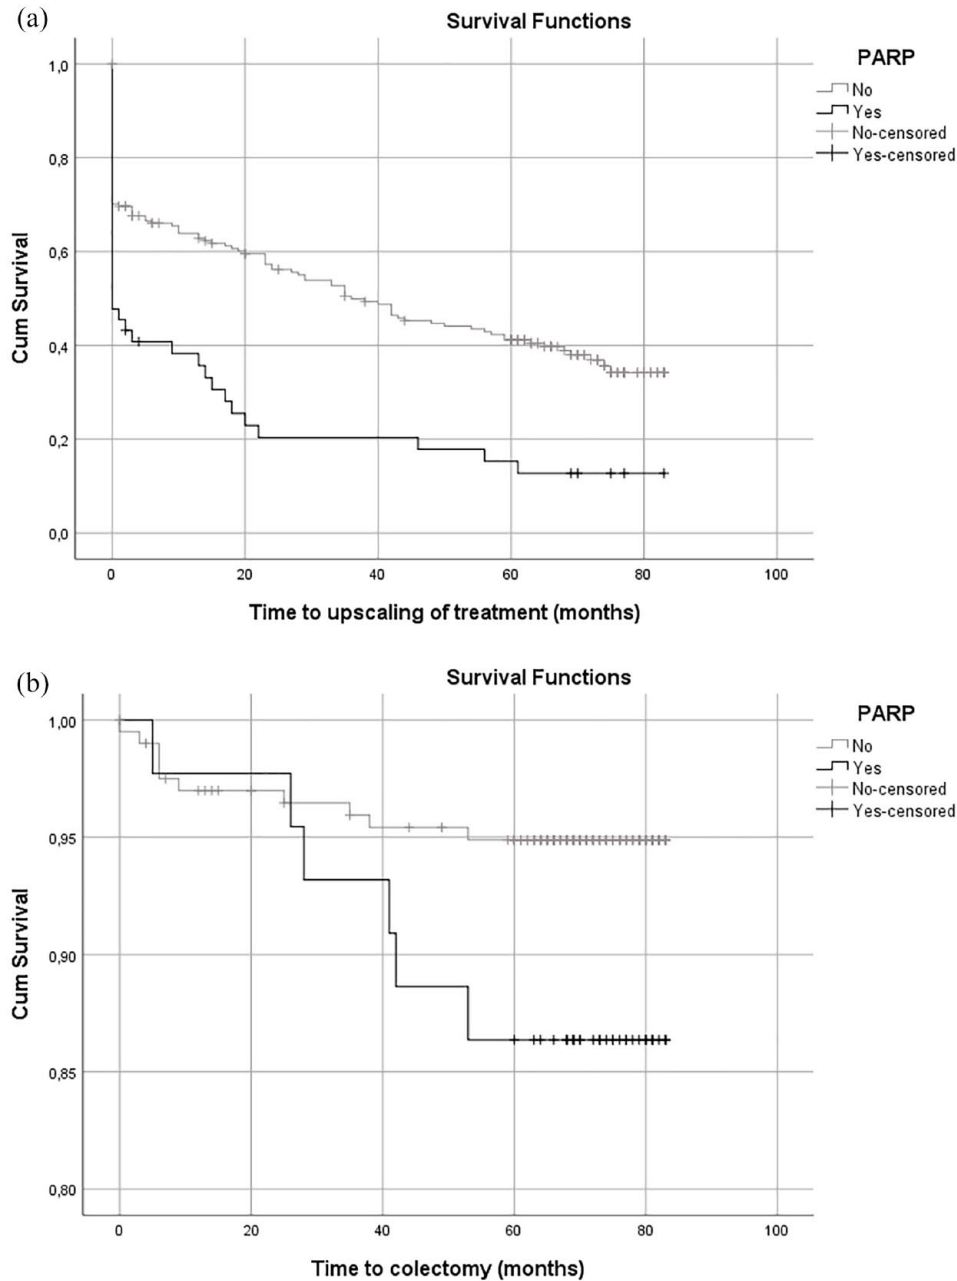 (a)
Survival Functions
PARP
No
Yes
No-censored
Yes-censored
1,0
0,8
0,6
0,4
0,2
0,0
Cum Survival
0 20 40 60 80 100
Time to upscaling of treatment (months)
(b)
Survival Functions
PARP
No
Yes
No-censored
Yes-censored
1,00
0,95
0,90
0,85
0,80
Cum Survival
0 20 40 60 80 100
Time to colectomy (months)